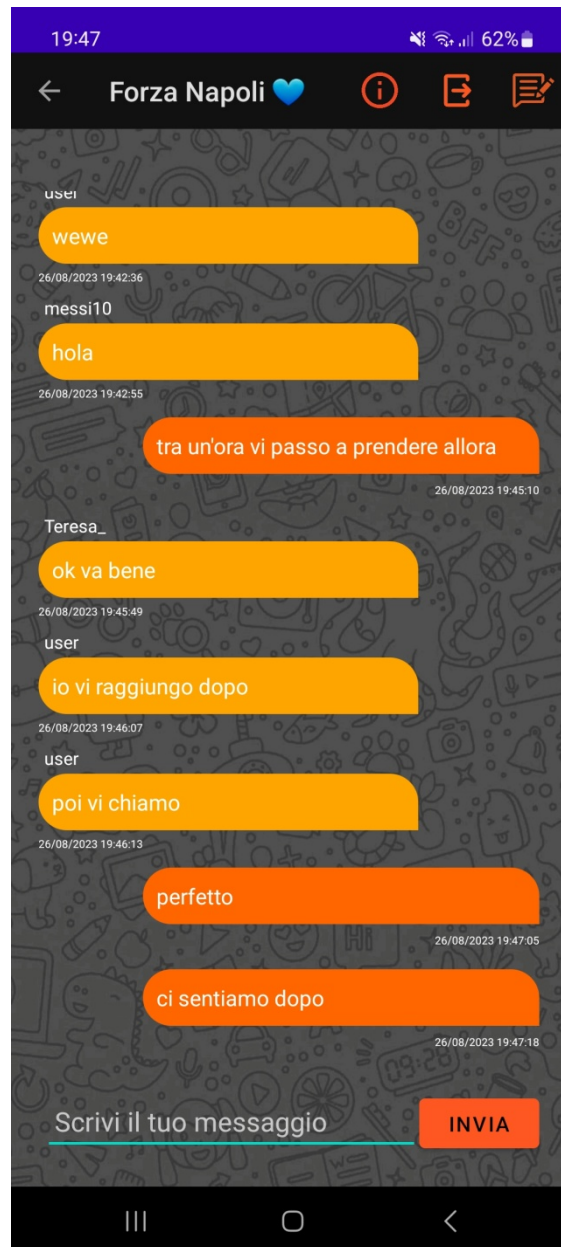 19:47
62%
Forza Napoli 💙
user
wewe
26/08/2023 19:42:36
messi10
hola
26/08/2023 19:42:55
tra un'ora vi passo a prendere allora
26/08/2023 19:45:10
Teresa_
ok va bene
26/08/2023 19:45:49
user
io vi raggiungo dopo
26/08/2023 19:46:07
user
poi vi chiamo
26/08/2023 19:46:13
perfetto
26/08/2023 19:47:05
ci sentiamo dopo
26/08/2023 19:47:18
Scrivi il tuo messaggio
INVIA
BFF
Hi
09:28